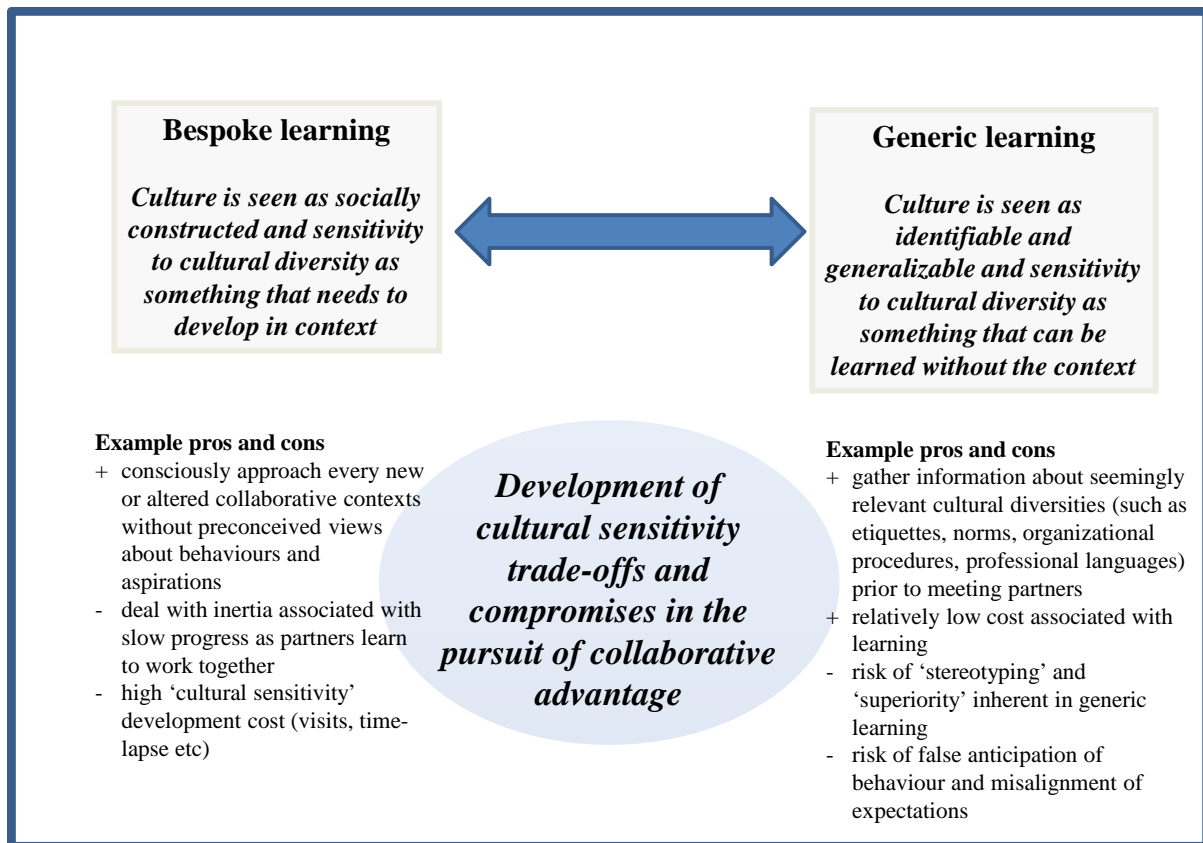 Bespoke learning
Culture is seen as socially
constructed and sensitivity
to cultural diversity as
something that needs to
develop in context
Generic learning
Culture is seen as
identifiable and
generalizable and sensitivity
to cultural diversity as
something that can be
learned without the context
Example pros and cons
+ consciously approach every new
or altered collaborative contexts
without preconceived views
about behaviours and
aspirations
- deal with inertia associated with
slow progress as partners learn
to work together
- high ‘cultural sensitivity’
development cost (visits, time-
lapse etc)
Development of
cultural sensitivity
trade-offs and
compromises in the
pursuit of collaborative
advantage
Example pros and cons
+ gather information about seemingly
relevant cultural diversities (such as
etiquettes, norms, organizational
procedures, professional languages)
prior to meeting partners
+ relatively low cost associated with
learning
- risk of ‘stereotyping’ and
‘superiority’ inherent in generic
learning
- risk of false anticipation of
behaviour and misalignment of
expectations